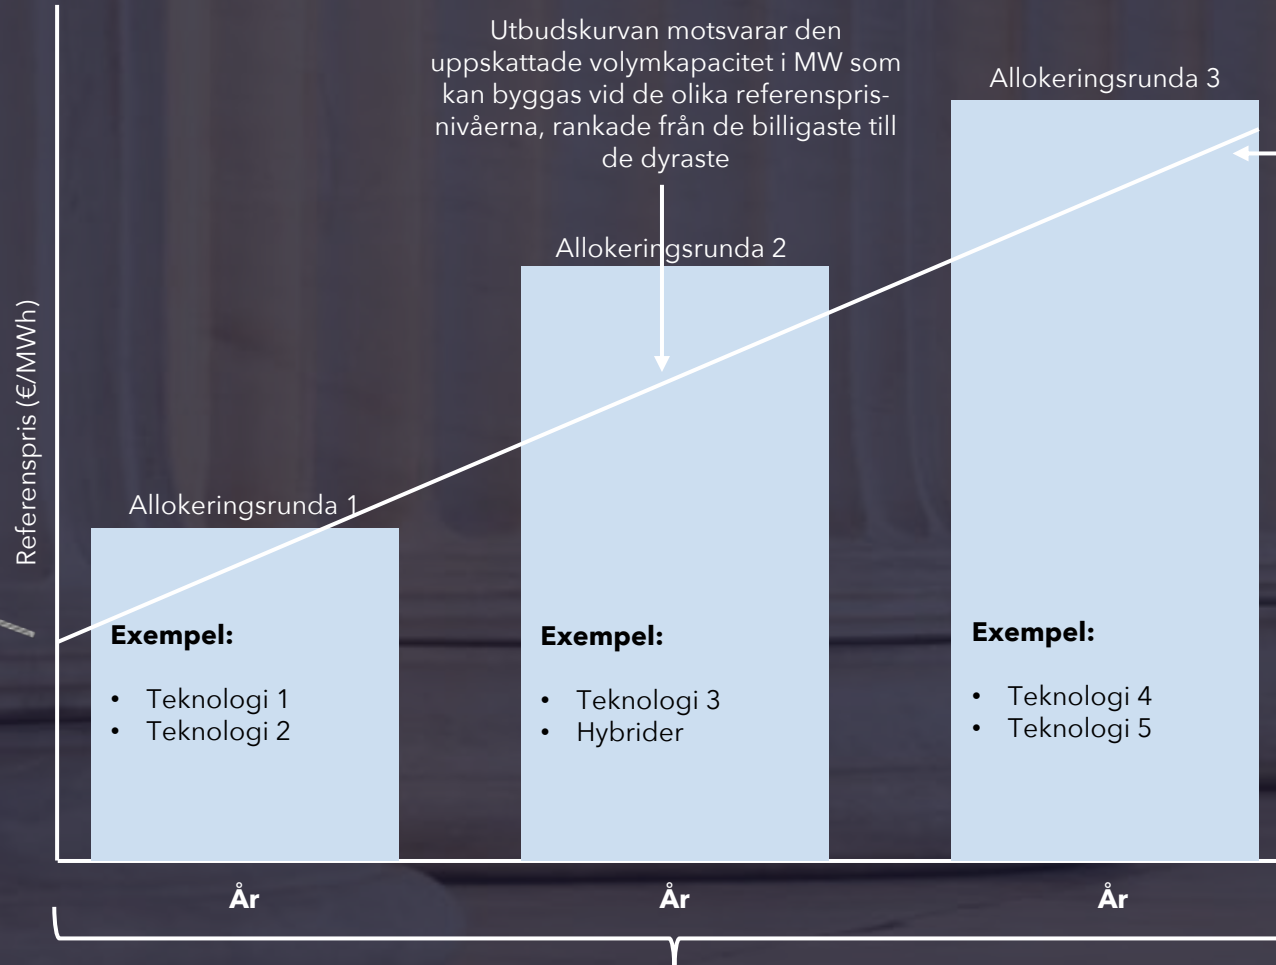 Utbudskurvan motsvarar den
uppskattade volymkapacitet i MW som
kan byggas vid de olika referenspris-
nivåerna, rankade från de billigaste till
de dyraste
Allokeringsrunda 3
Allokeringsrunda 2
Allokeringsrunda 1
Referenspris (€/MWh)
Exempel:
• Teknologi 1
• Teknologi 2
Exempel:
• Teknologi 3
• Hybrider
Exempel:
• Teknologi 4
• Teknologi 5
År
År
År